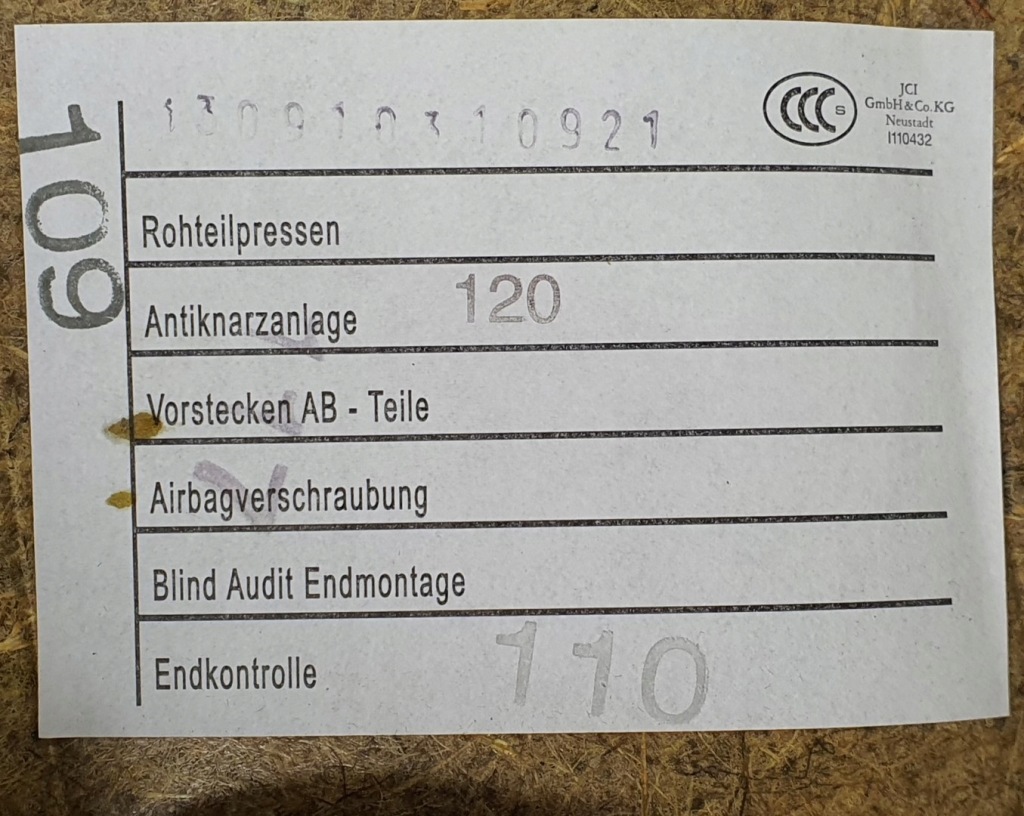 109
130910310921
CCC S
JCI
GmbH & Co. KG
Neustadt
I110432
Rohteilpressen
Antiknarzanlage 120
Vorstecken AB - Teile
Airbagverschraubung
Blind Audit Endmontage
Endkontrolle 110